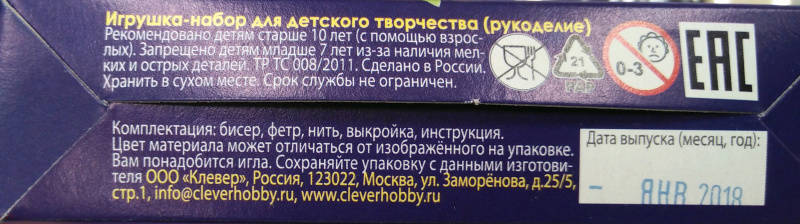 Игрушка-набор для детского творчества (рукоделие)
Рекомендовано детям старше 10 лет (с помощью взрос-
лых). Запрещено детям младше 7 лет из-за наличия мел-
ких и острых деталей. ТР ТС 008/2011. Сделано в России.
Хранить в сухом месте. Срок службы не ограничен.
21
PAP
0-3
EAC
Комплектация: бисер, фетр, нить, выкройка, инструкция.
Цвет материала может отличаться от изображённого на упаковке.
Вам понадобится игла. Сохраняйте упаковку с данными изготови-
теля ООО «Клевер», Россия, 123022, Москва, ул. Заморёнова, д.25/5,
стр.1, info@cleverhobby.ru www.cleverhobby.ru
Дата выпуска (месяц, год):
- ЯНВ 2018